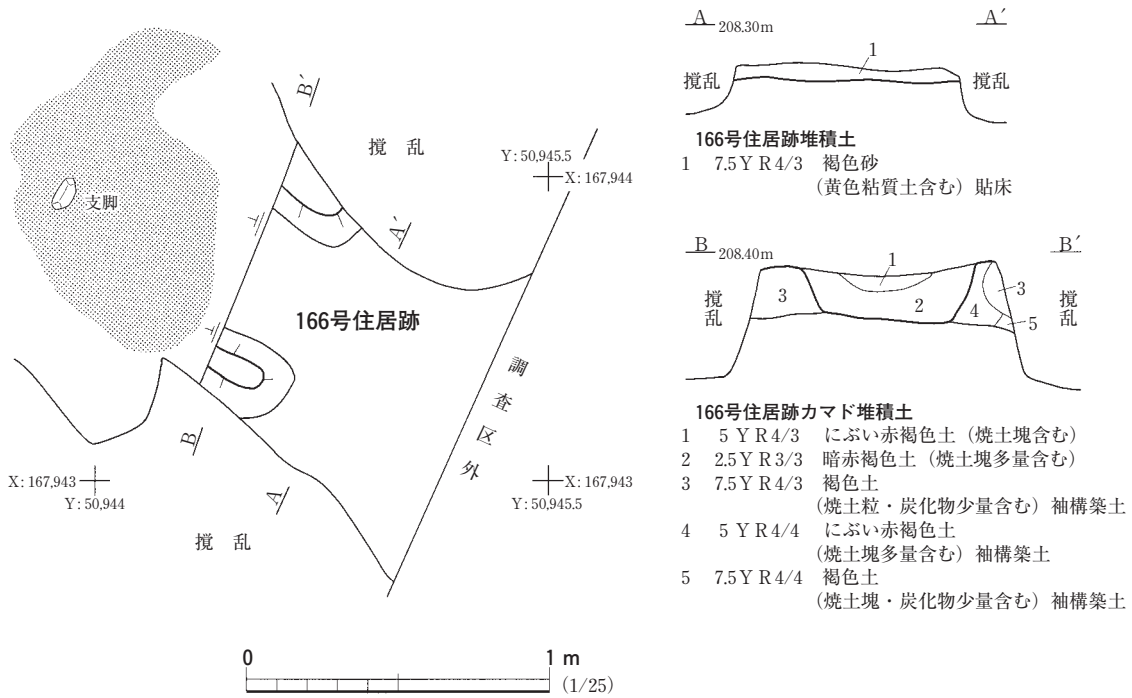 B′
撹　乱
Y : 50,945.5
X : 167,944
支脚
A′
166号住居跡
調査区外
B
A
X : 167,943
Y : 50,944
X : 167,943
Y : 50,945.5
撹　乱
0
1 m
(1/25)
A 208.30m A′
1
撹乱
撹乱
166号住居跡堆積土
1　7.5ＹＲ4/3　褐色砂
（黄色粘質土含む）貼床
B 208.40m B′
1
2
3
3
4
5
撹乱
撹乱
166号住居跡カマド堆積土
1　5ＹＲ4/3　にぶい赤褐色土（焼土塊含む）
2　2.5ＹＲ3/3　暗赤褐色土（焼土塊多量含む）
3　7.5ＹＲ4/3　褐色土
（焼土粒・炭化物少量含む）袖構築土
4　5ＹＲ4/4　にぶい赤褐色土
（焼土塊多量含む）袖構築土
5　7.5ＹＲ4/4　褐色土
（焼土塊・炭化物少量含む）袖構築土